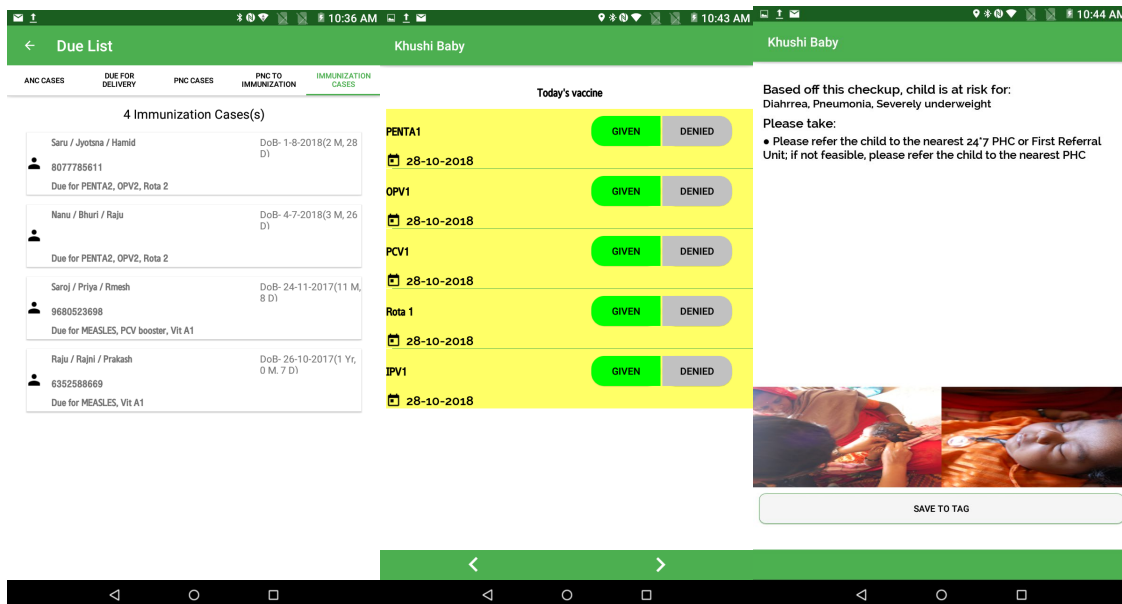 10:36 AM
Due List
ANC CASES
DUE FOR
DELIVERY
PNC CASES
PNC TO
IMMUNIZATION
IMMUNIZATION
CASES
4 Immunization Cases(s)
Saru / Jyotsna / Hamid
DoB- 1-8-2018(2 M, 28
D)
8077785611
Due for PENTA2, OPV2, Rota 2
Nanu / Bhuri / Raju
DoB- 4-7-2018(3 M, 26
D)
Due for PENTA2, OPV2, Rota 2
Saroj / Priya / Rmesh
DoB- 24-11-2017(11 M,
8 D)
9680523698
Due for MEASLES, PCV booster, Vit A1
Raju / Rajni / Prakash
DoB- 26-10-2017(1 Yr,
0 M, 7 D)
6352588669
Due for MEASLES, Vit A1
10:43 AM
Khushi Baby
Today's vaccine
PENTA1
GIVEN
DENIED
28-10-2018
OPV1
GIVEN
DENIED
28-10-2018
PCV1
GIVEN
DENIED
28-10-2018
Rota 1
GIVEN
DENIED
28-10-2018
IPV1
GIVEN
DENIED
28-10-2018
10:44 AM
Khushi Baby
Based off this checkup, child is at risk for:
Diahrrea, Pneumonia, Severely underweight
Please take:
• Please refer the child to the nearest 24*7 PHC or First Referral
Unit; if not feasible, please refer the child to the nearest PHC
SAVE TO TAG